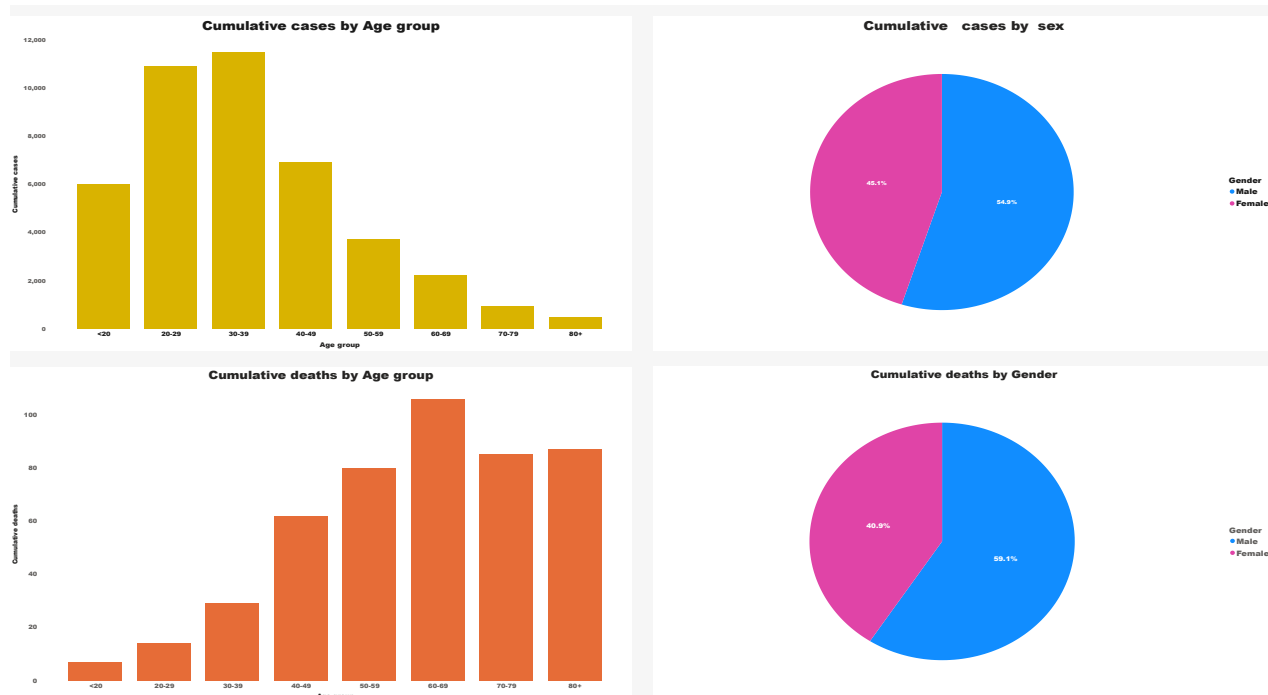 Cumulative cases by Age group
12,000
10,000
8,000
6,000
4,000
2,000
0
Cumulative cases
<20 20-29 30-39 40-49 50-59 60-69 70-79 80+
Age group
Cumulative cases by sex
45.1%
54.9%
Gender
Male
Female
Cumulative deaths by Age group
100
80
60
40
20
0
Cumulative deaths
<20 20-29 30-39 40-49 50-59 60-69 70-79 80+
Cumulative deaths by Gender
40.9%
59.1%
Gender
Male
Female